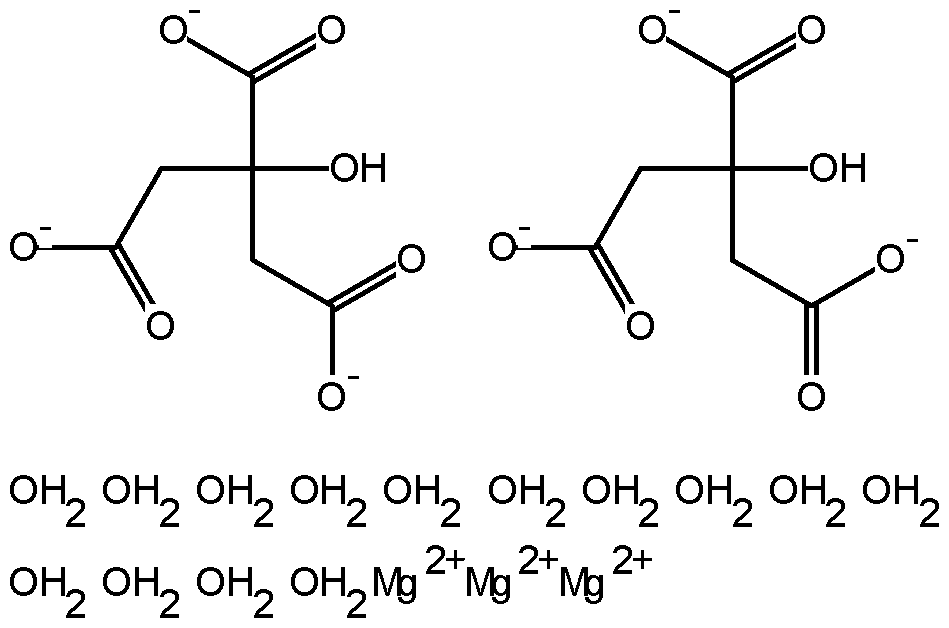 O⁻ O O⁻ O
OH OH
O⁻ O⁻
O O⁻
O O
O⁻ O
OH₂ OH₂ OH₂ OH₂ OH₂ OH₂ OH₂ OH₂ OH₂ OH₂
OH₂ OH₂ OH₂ OH₂ Mg²⁺ Mg²⁺ Mg²⁺